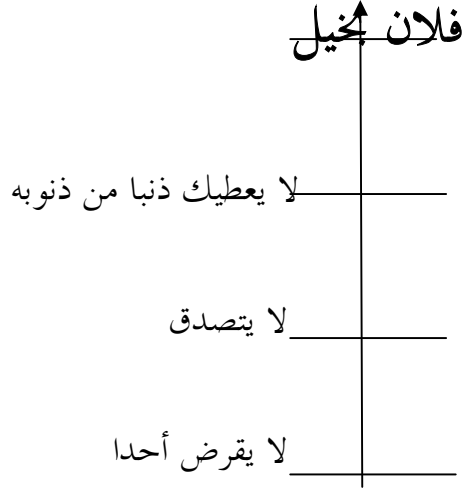 فلان بخيل
لا يعطيك ذنبا من ذنوبه
لا يتصدق
لا يقرض أحدا